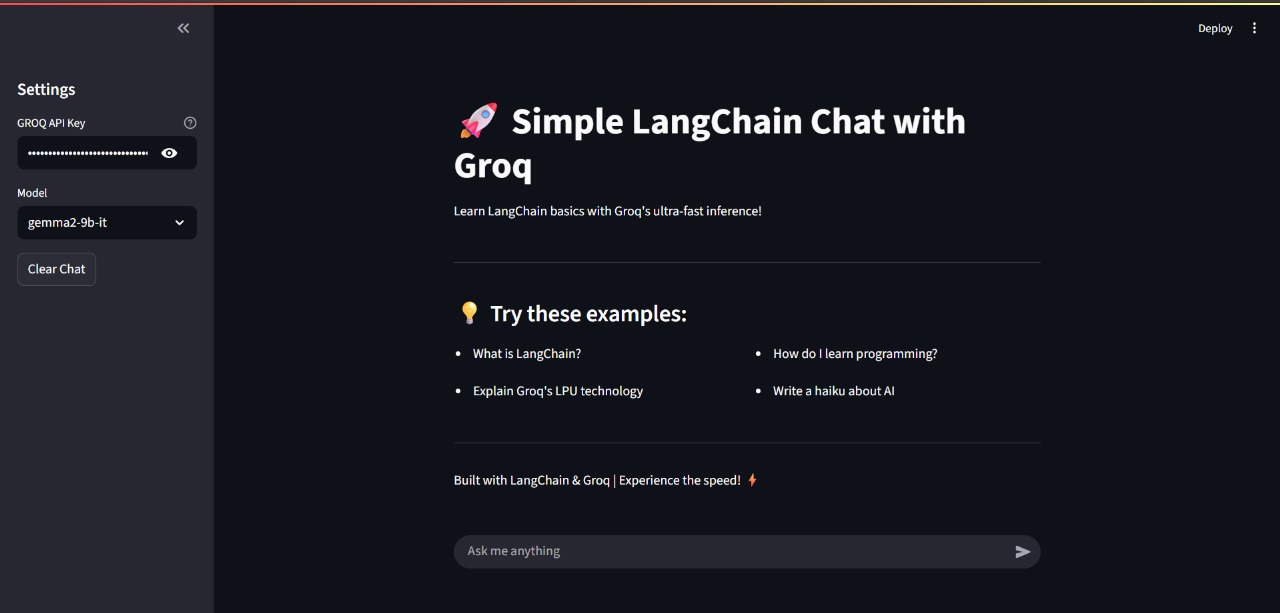 Deploy
Settings
GROQ API Key
gemma2-9b-it
Model
Clear Chat
🚀 Simple LangChain Chat with
Groq
Learn LangChain basics with Groq's ultra-fast inference!
💡 Try these examples:
• What is LangChain?
• Explain Groq's LPU technology
• How do I learn programming?
• Write a haiku about AI
Built with LangChain & Groq | Experience the speed! ⚡
Ask me anything